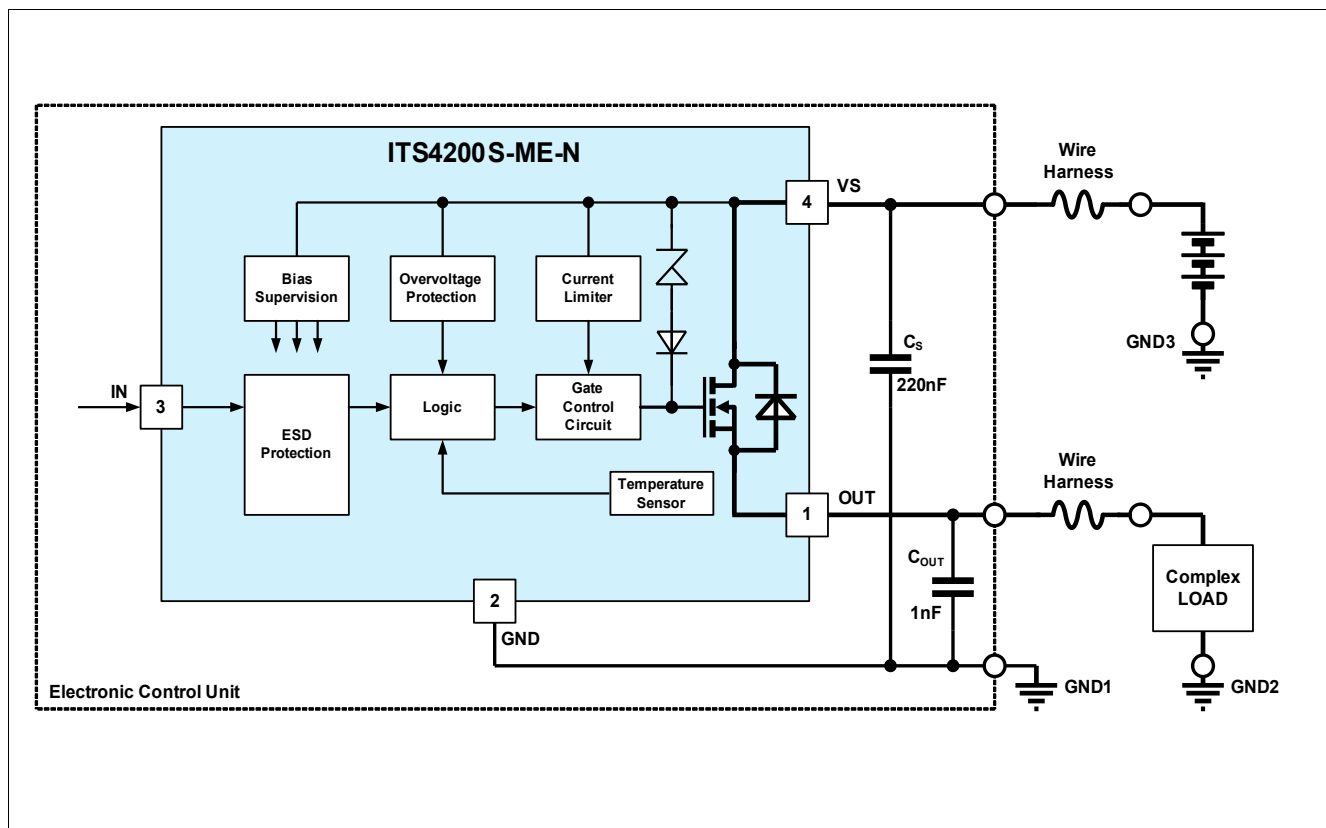 ITS4200S-ME-N
VS
4
Wire
Harness
Bias
Supervision
Overvoltage
Protection
Current
Limiter
GND3
CS
220nF
IN
3
ESD
Protection
Logic
Gate
Control
Circuit
Temperature
Sensor
OUT
1
Wire
Harness
COUT
1nF
Complex
LOAD
2
GND
Electronic Control Unit
GND1
GND2